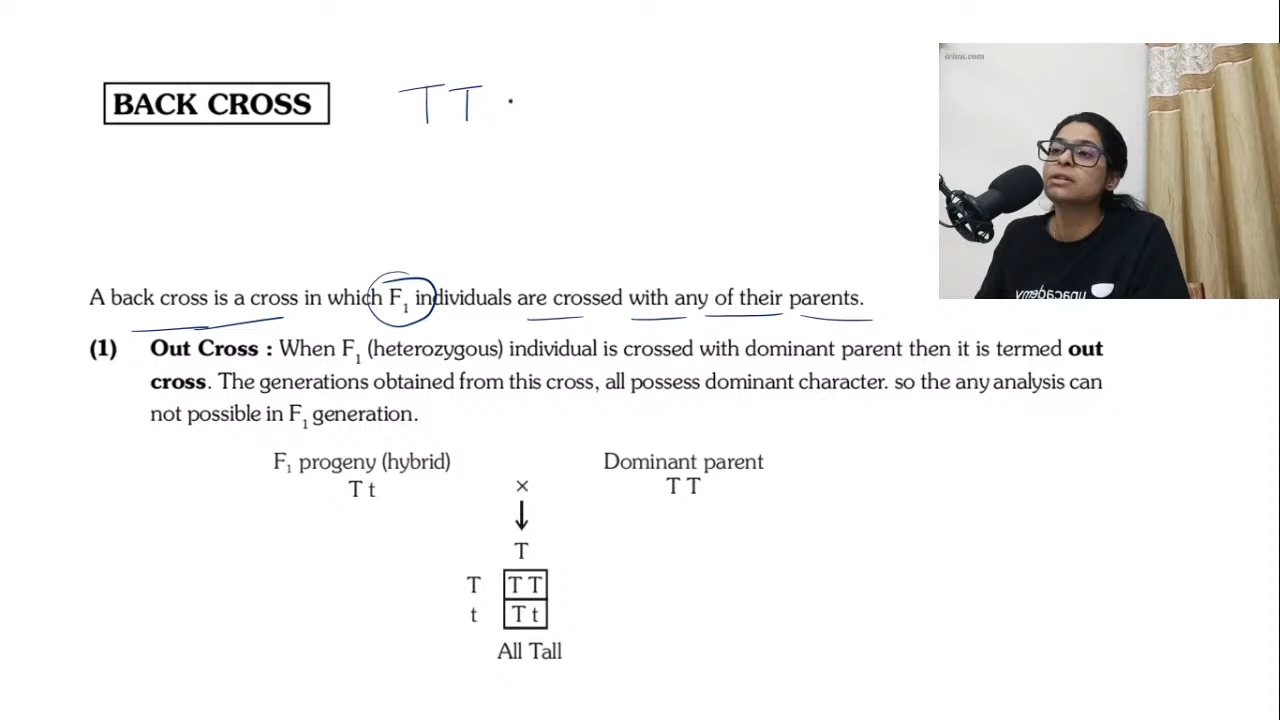 iriun.com
BACK CROSS
T T
A back cross is a cross in which F₁ individuals are crossed with any of their parents.
(1) Out Cross : When F₁ (heterozygous) individual is crossed with dominant parent then it is termed out
cross. The generations obtained from this cross, all possess dominant character. so the any analysis can
not possible in F₁ generation.
F₁ progeny (hybrid) Dominant parent
T t × T T
↓
T
T T T
t T t
All Tall
unacademy